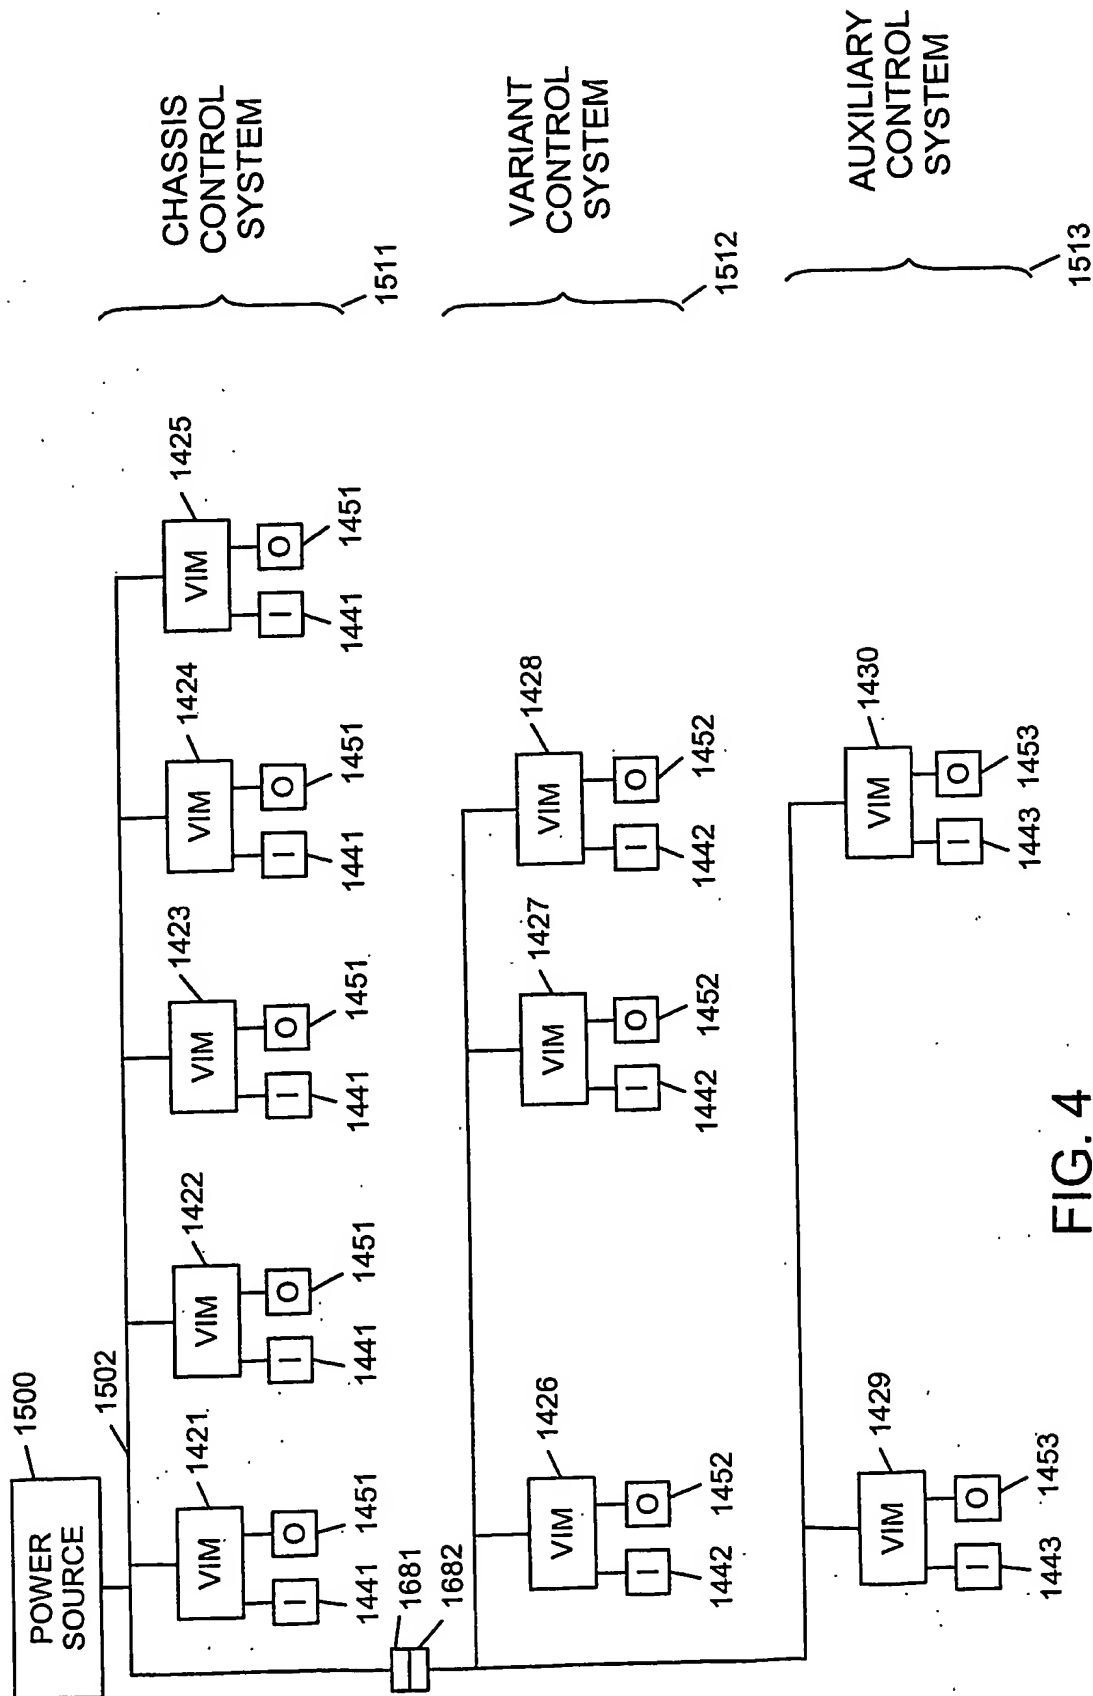 POWER
SOURCE
1500
1502
1421
VIM
I
O
1441
1451
1422
VIM
I
O
1441
1451
1423
VIM
I
O
1441
1451
1424
VIM
I
O
1441
1451
1425
VIM
I
O
1441
1451
CHASSIS
CONTROL
SYSTEM
1511
1681
1682
1426
VIM
I
O
1442
1452
1427
VIM
I
O
1442
1452
1428
VIM
I
O
1442
1452
VARIANT
CONTROL
SYSTEM
1512
1429
VIM
I
O
1443
1453
1430
VIM
I
O
1443
1453
AUXILIARY
CONTROL
SYSTEM
1513
FIG. 4